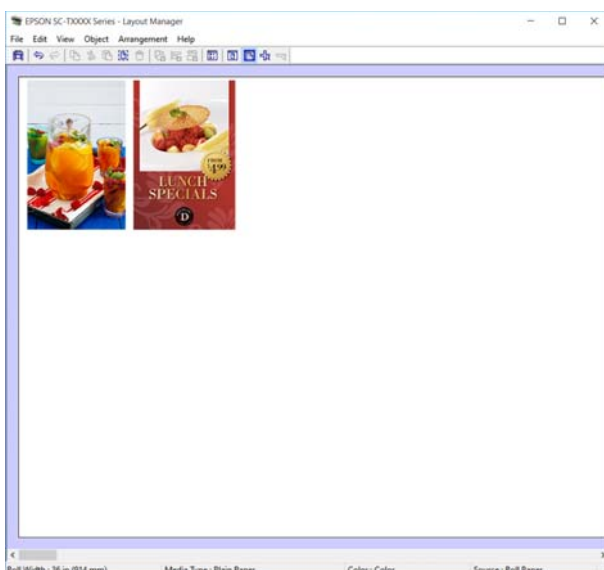 EPSON SC-TXXXX Series - Layout Manager
File Edit View Object Arrangement Help
FROM
$4.99
LUNCH
SPECIALS
D
Roll Width : 36 in (914 mm) Media Type : Plain Paper Color : Color Source : Roll Paper